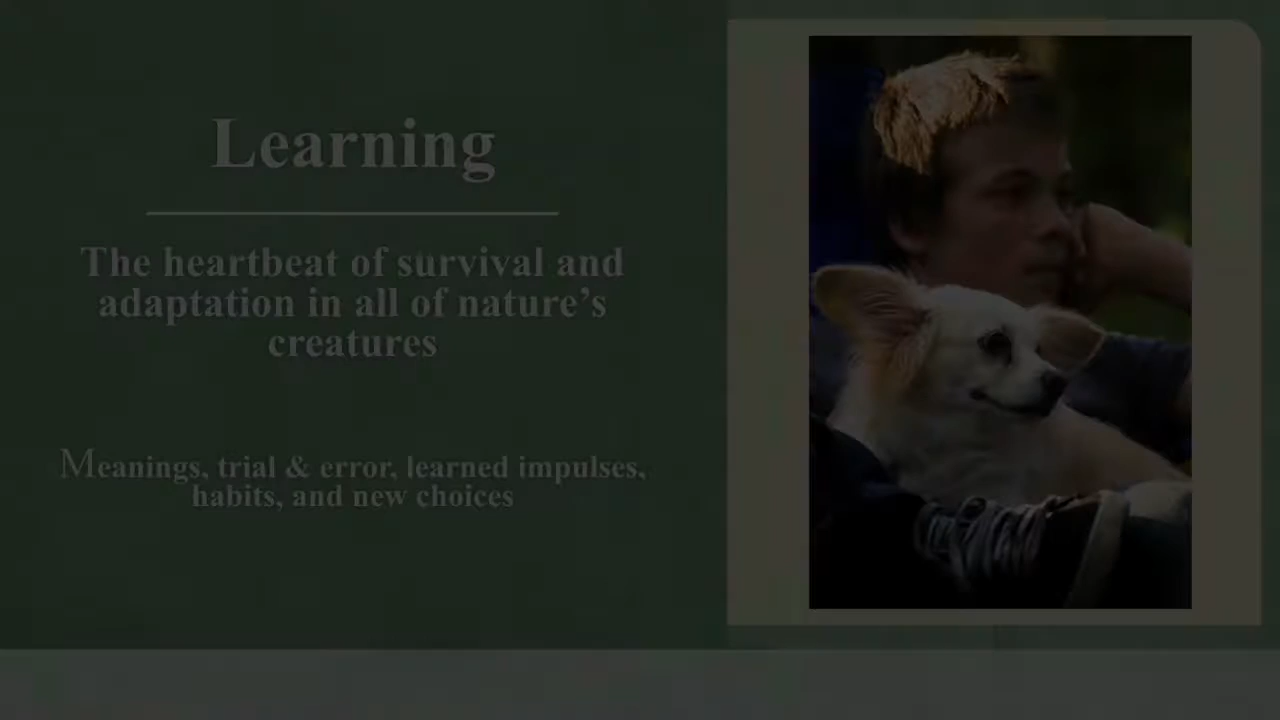 Learning
The heartbeat of survival and
adaptation in all of nature’s
creatures
Meanings, trial & error, learned impulses,
habits, and new choices